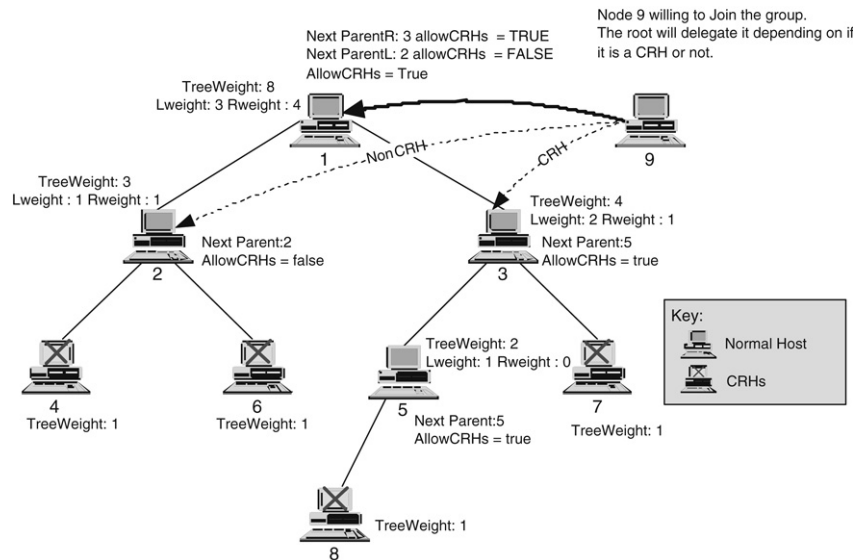 Next ParentR: 3 allowCRHs = TRUE
Next ParentL: 2 allowCRHs = FALSE
AllowCRHs = True
Node 9 willing to Join the group.
The root will delegate it depending on if
it is a CRH or not.
TreeWeight: 8
Lweight: 3 Rweight : 4
1
9
NonCRH
CRH
TreeWeight: 3
Lweight : 1 Rweight : 1
Next Parent:2
AllowCRHs = false
2
TreeWeight: 4
Lweight: 2 Rweight : 1
Next Parent:5
AllowCRHs = true
3
Key:
Normal Host
CRHs
4
TreeWeight: 1
6
TreeWeight: 1
TreeWeight: 2
Lweight: 1 Rweight : 0
5
Next Parent:5
AllowCRHs = true
7
TreeWeight: 1
TreeWeight: 1
8